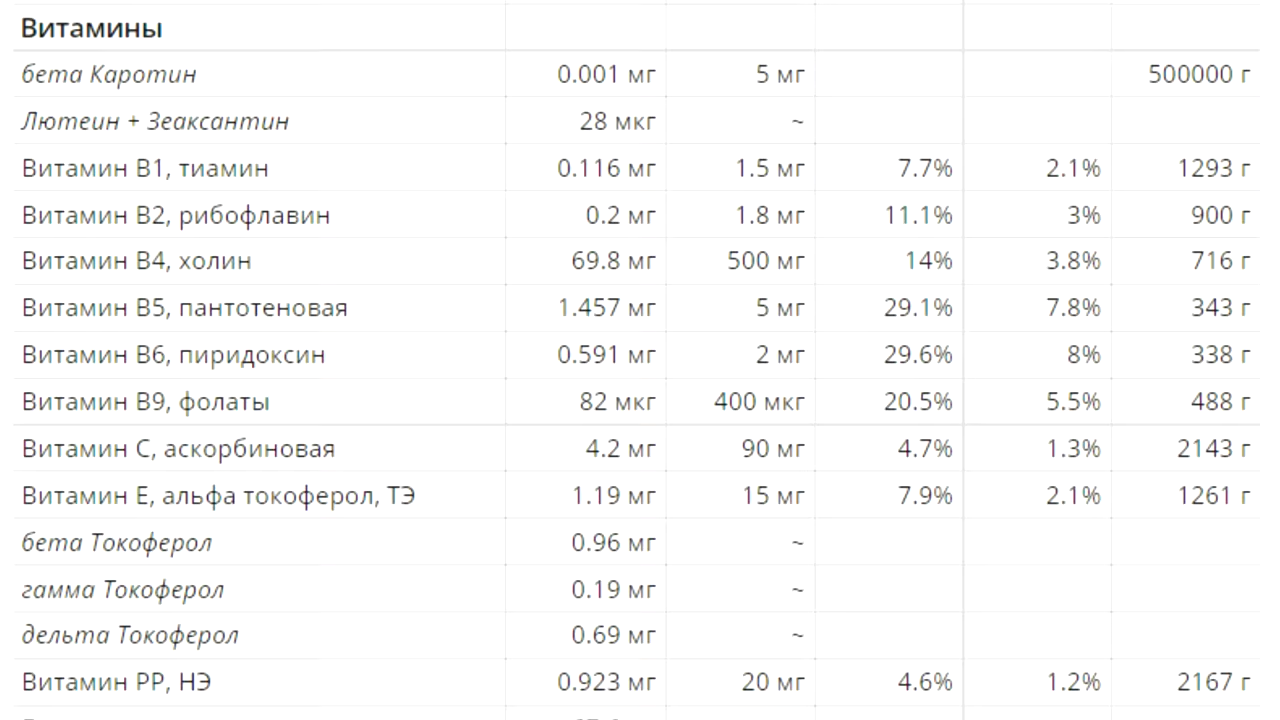 Витамины
бета Каротин 0.001 мг 5 мг 500000 г
Лютеин + Зеаксантин 28 мкг ~
Витамин В1, тиамин 0.116 мг 1.5 мг 7.7% 2.1% 1293 г
Витамин В2, рибофлавин 0.2 мг 1.8 мг 11.1% 3% 900 г
Витамин В4, холин 69.8 мг 500 мг 14% 3.8% 716 г
Витамин В5, пантотеновая 1.457 мг 5 мг 29.1% 7.8% 343 г
Витамин В6, пиридоксин 0.591 мг 2 мг 29.6% 8% 338 г
Витамин В9, фолаты 82 мкг 400 мкг 20.5% 5.5% 488 г
Витамин C, аскорбиновая 4.2 мг 90 мг 4.7% 1.3% 2143 г
Витамин Е, альфа токоферол, ТЭ 1.19 мг 15 мг 7.9% 2.1% 1261 г
бета Токоферол 0.96 мг ~
гамма Токоферол 0.19 мг ~
дельта Токоферол 0.69 мг ~
Витамин РР, НЭ 0.923 мг 20 мг 4.6% 1.2% 2167 г